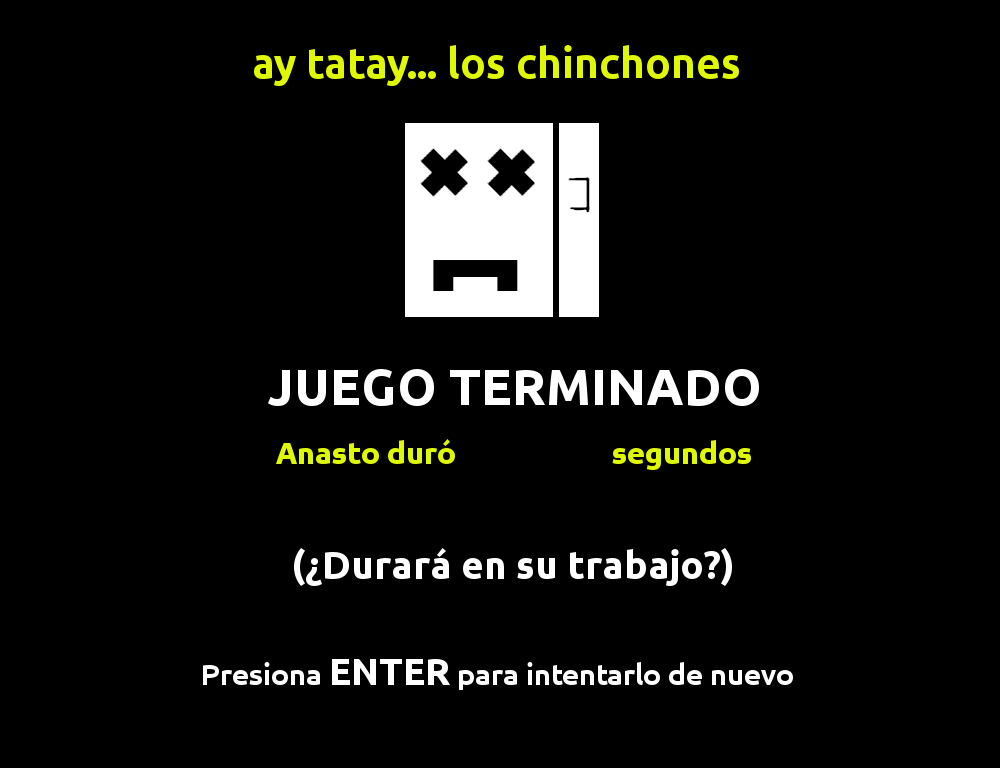 ay tatay... los chinchones
JUEGO TERMINADO
Anasto duró segundos
(¿Durará en su trabajo?)
Presiona ENTER para intentarlo de nuevo